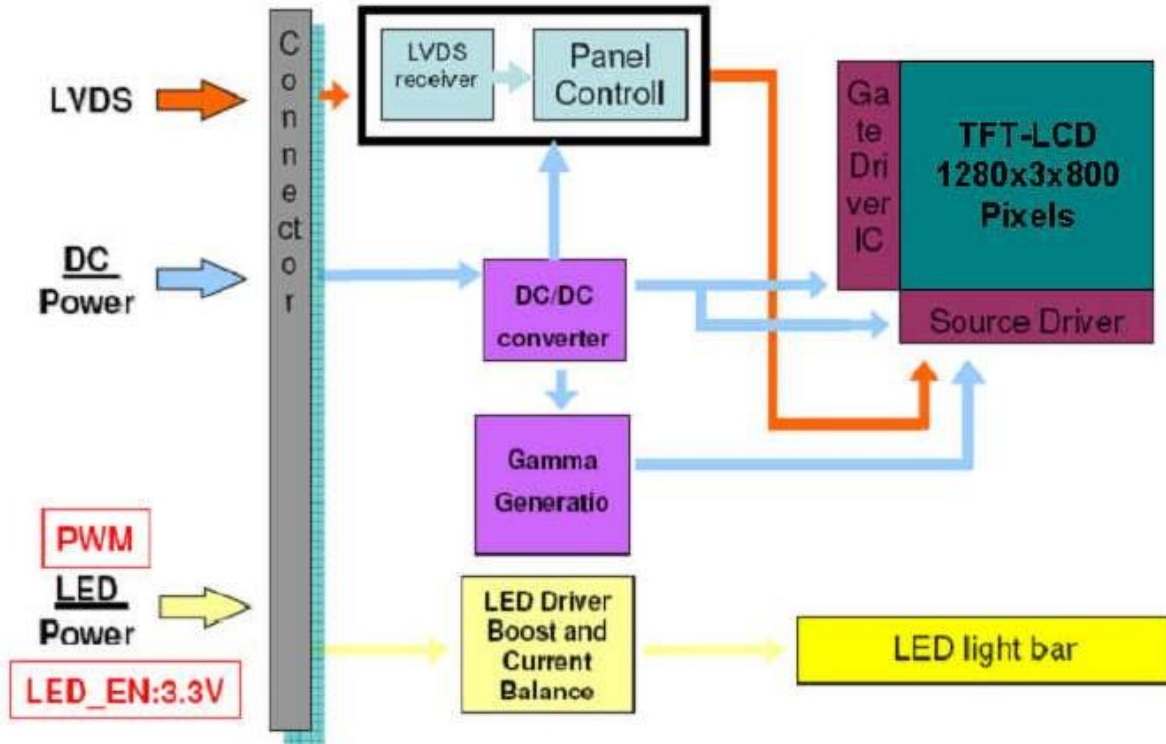 LVDS
DC
Power
PWM
LED
Power
LED_EN:3.3V
C
o
n
n
e
ct
o
r
LVDS
receiver
Panel
Controll
DC/DC
converter
Gamma
Generatio
LED Driver
Boost and
Current
Balance
Ga
te
Dri
ver
IC
TFT-LCD
1280x3x800
Pixels
Source Driver
LED light bar